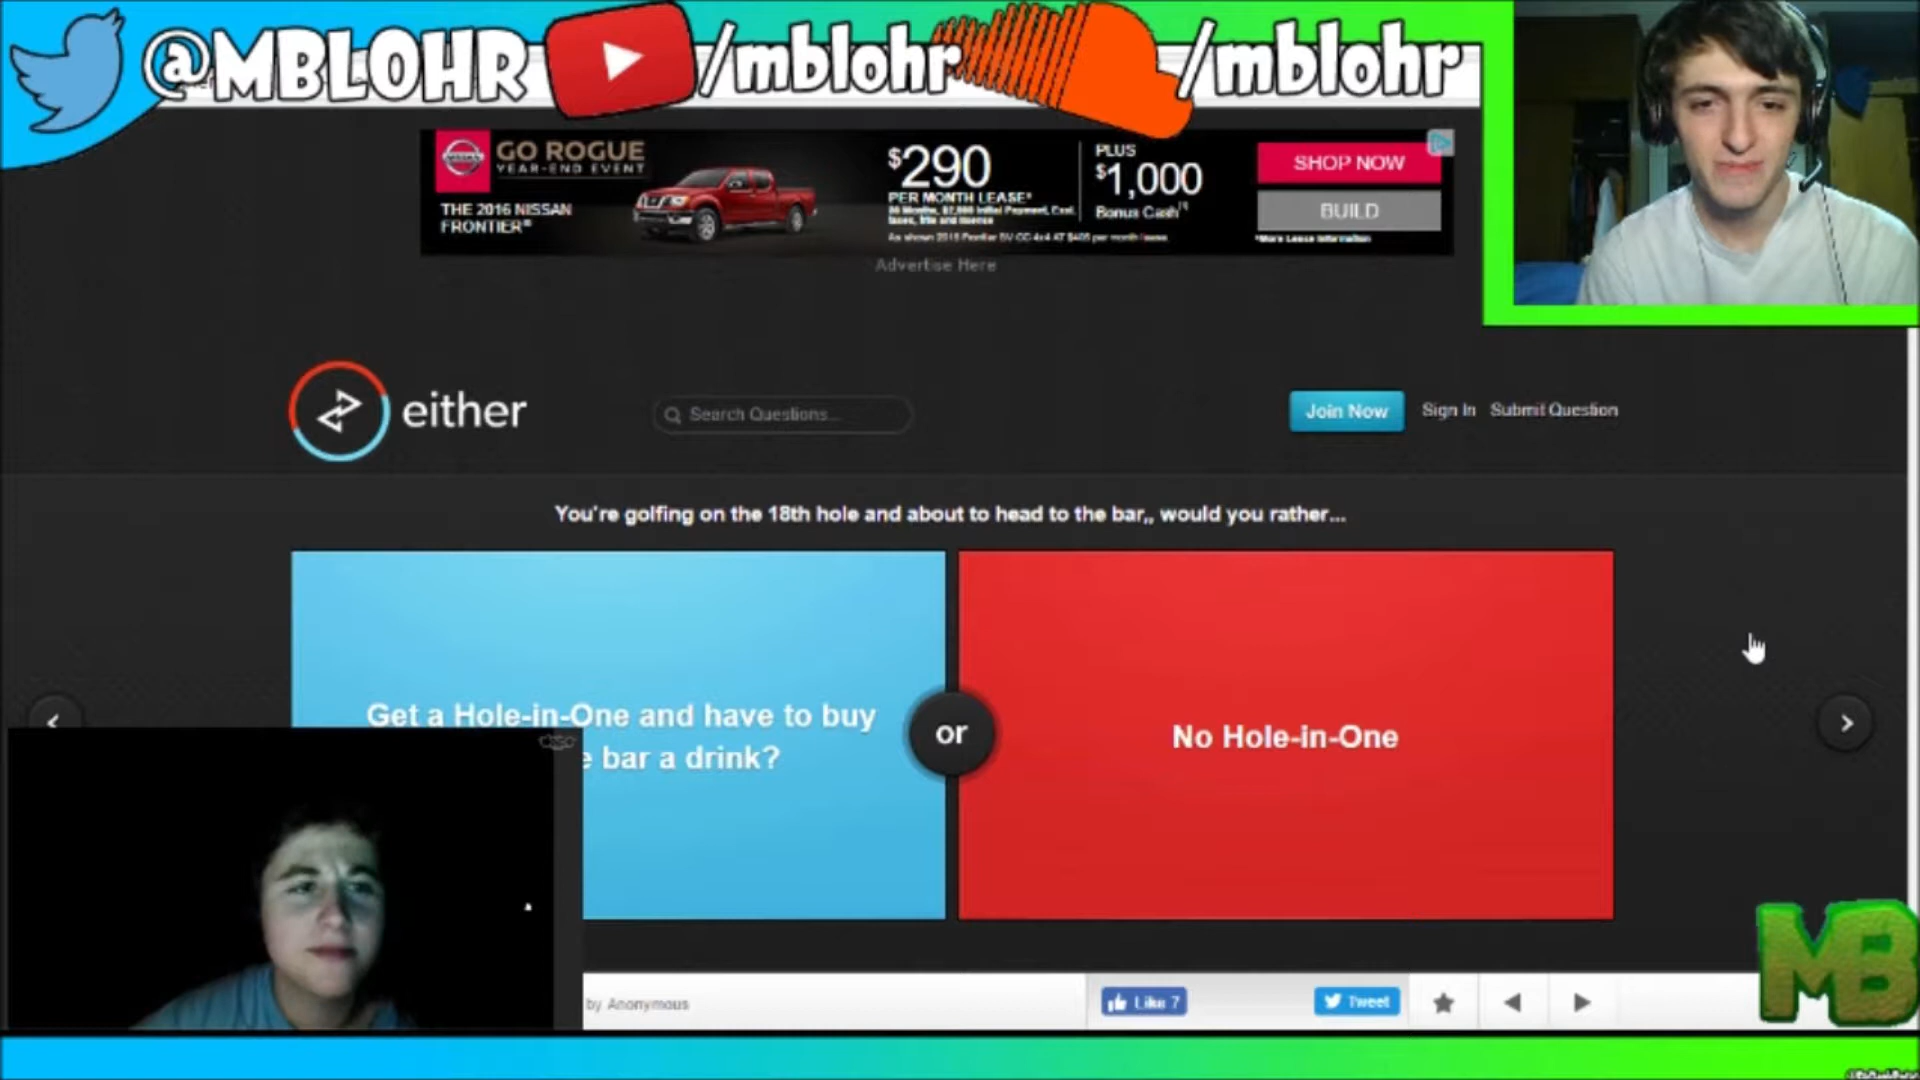 @MBLOHR /mblohr /mblohr
GO ROGUE
YEAR-END EVENT
THE 2016 NISSAN
FRONTIER®
$290
PER MONTH LEASE*
PLUS
$1,000
Bonus Cash
SHOP NOW
BUILD
*More Lease Information
Advertise Here
either
Search Questions...
Join Now
Sign In
Submit Question
You're golfing on the 18th hole and about to head to the bar,, would you rather...
Get a Hole-in-One and have to buy
bar a drink?
or
No Hole-in-One
by Anonymous
Like 7
Tweet
MB